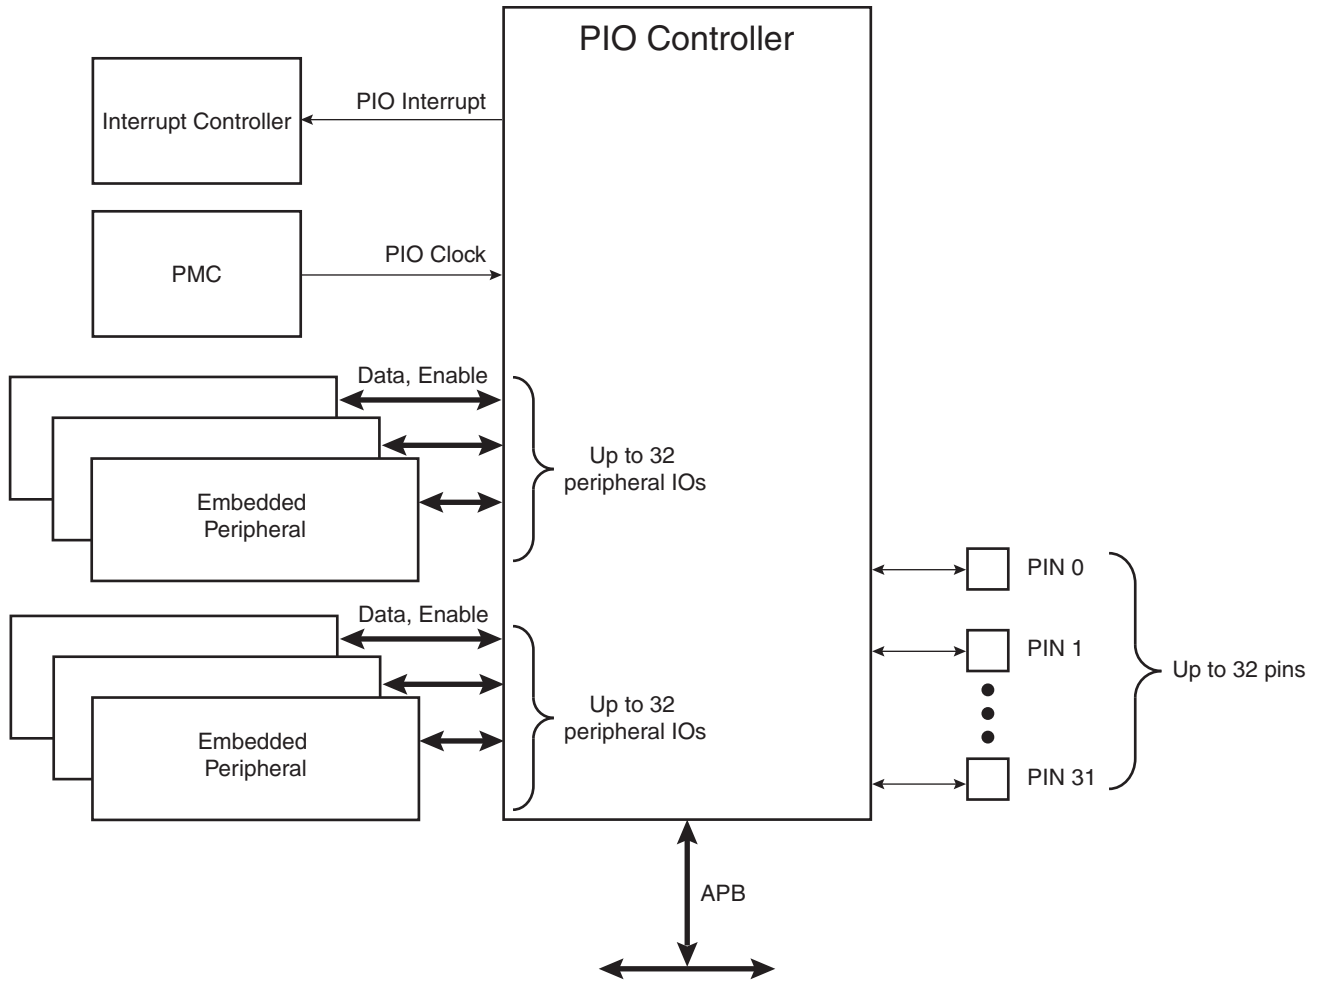 PIO Controller
PIO Interrupt
Interrupt Controller
PIO Clock
PMC
Data, Enable
Up to 32
peripheral IOs
Embedded
Peripheral
PIN 0
Data, Enable
PIN 1
Up to 32 pins
Up to 32
peripheral IOs
Embedded
Peripheral
PIN 31
APB